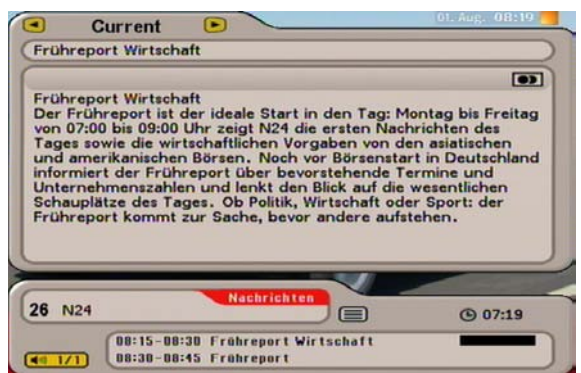 Current
01. Aug. 08:19
Frühreport Wirtschaft
Frühreport Wirtschaft
Der Frühreport ist der ideale Start in den Tag: Montag bis Freitag
von 07:00 bis 09:00 Uhr zeigt N24 die ersten Nachrichten des
Tages sowie die wirtschaftlichen Vorgaben von den asiatischen
und amerikanischen Börsen. Noch vor Börsenstart in Deutschland
informiert der Frühreport über bevorstehende Termine und
Unternehmenszahlen und lenkt den Blick auf die wesentlichen
Schauplätze des Tages. Ob Politik, Wirtschaft oder Sport: der
Frühreport kommt zur Sache, bevor andere aufstehen.
Nachrichten
26 N24
07:19
08:15-08:30 Frühreport Wirtschaft
1/1
08:30-08:45 Frühreport